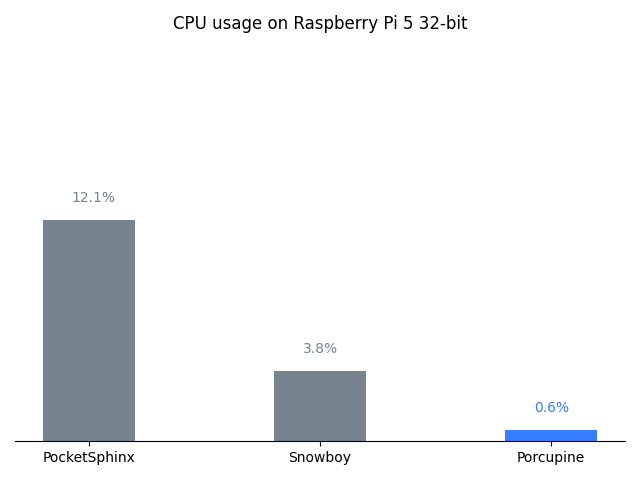 CPU usage on Raspberry Pi 5 32-bit
12.1%
3.8%
0.6%
PocketSphinx
Snowboy
Porcupine